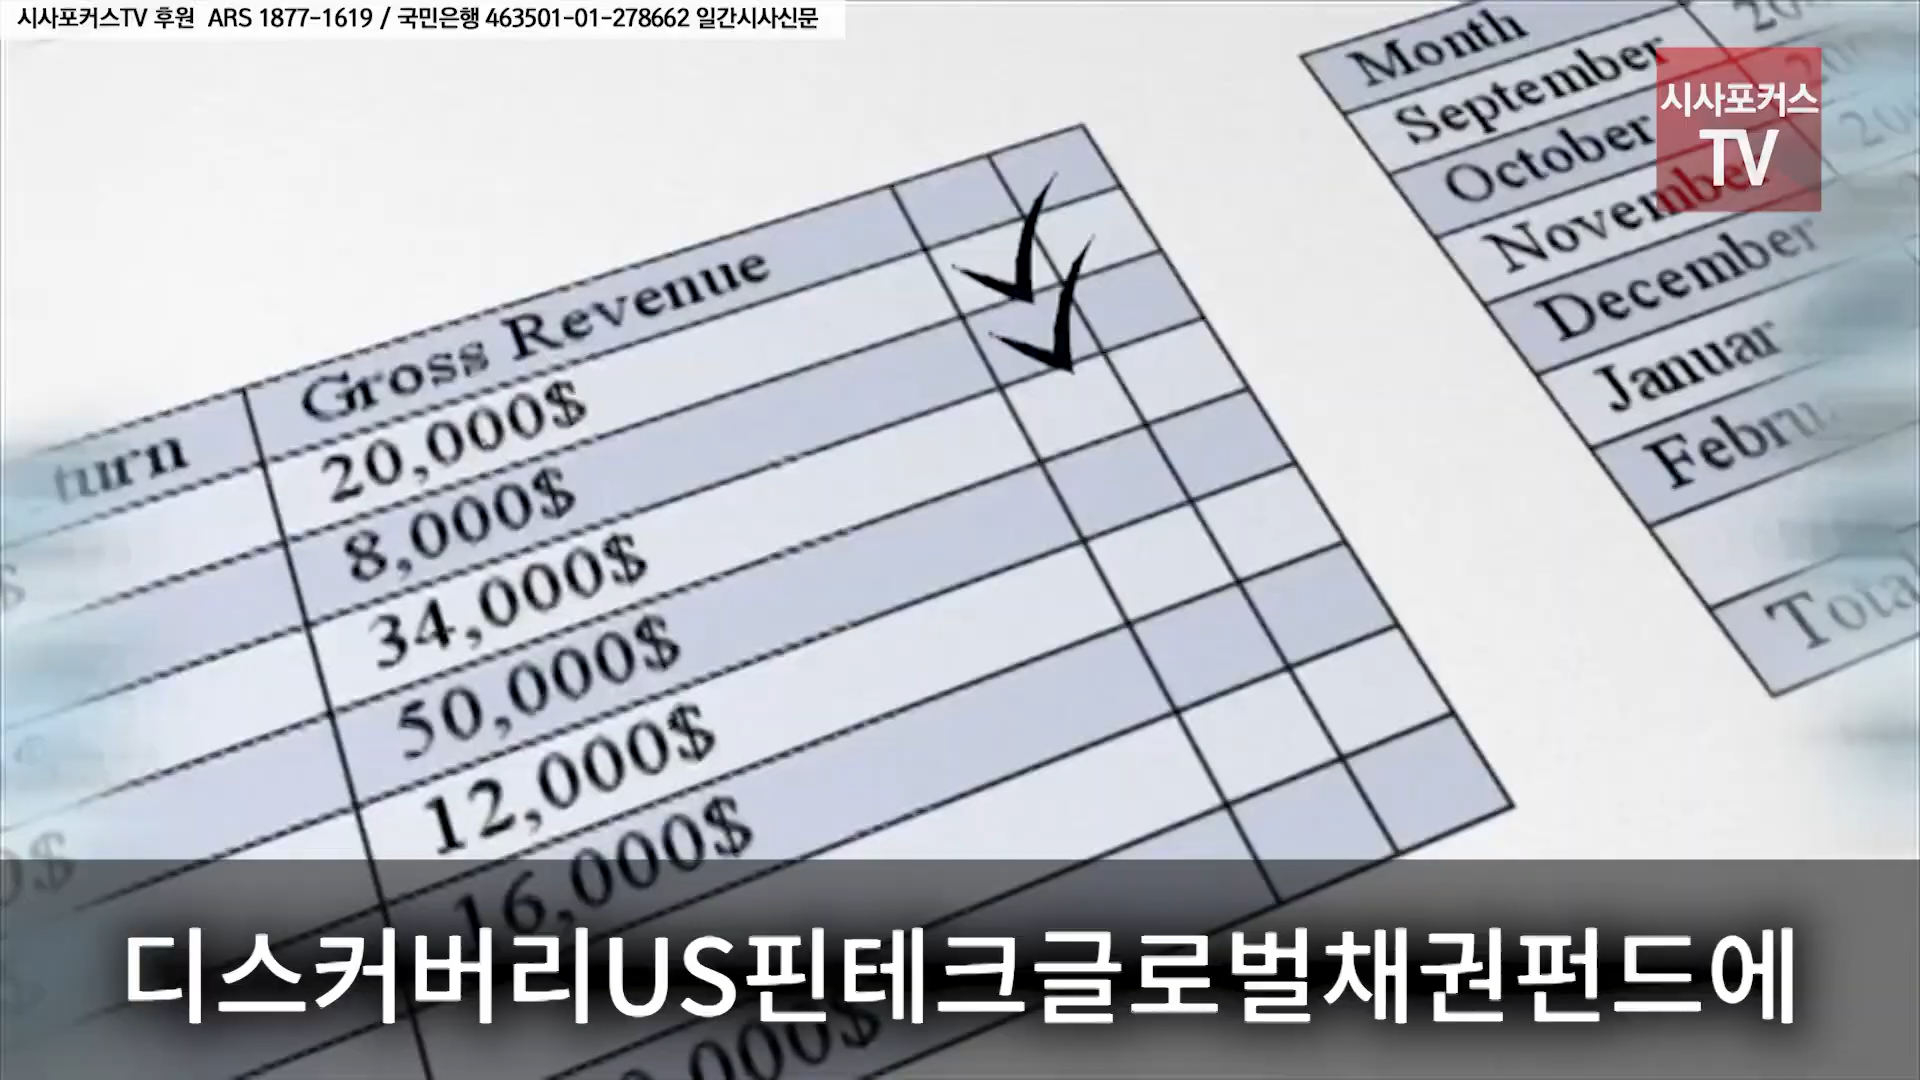 시사포커스TV 후원 ARS 1877-1619 / 국민은행 463501-01-278662 일간시사신문
시사포커스
TV
Month
September
October
November
December
Januar
Febru
Total
turn
Gross Revenue
20,000$
8,000$
34,000$
50,000$
12,000$
16,000$
디스커버리US핀테크글로벌채권펀드에